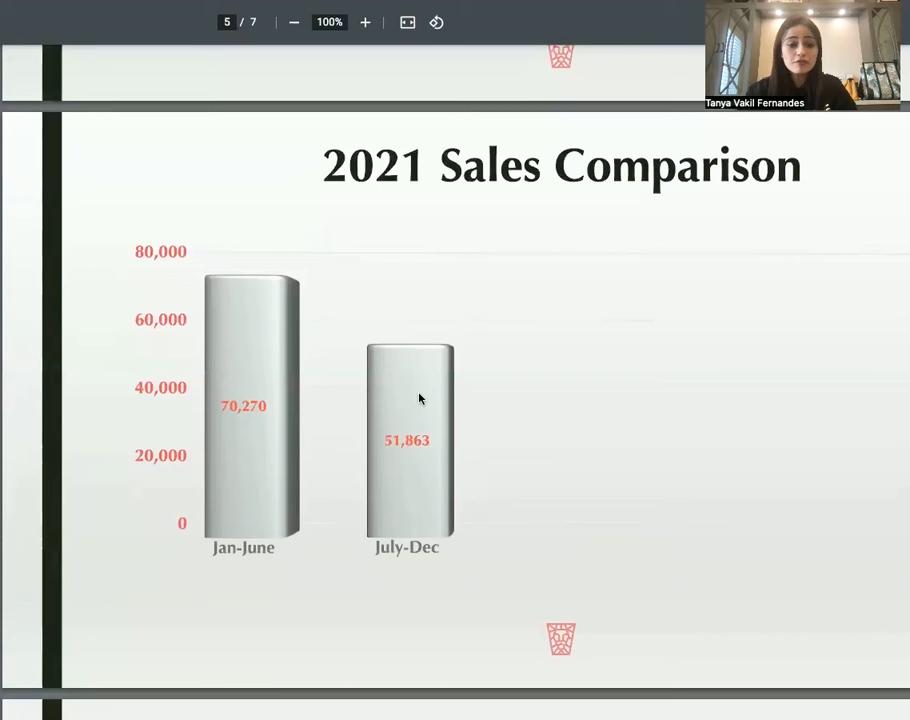 5 / 7
100%
Tanya Vakil Fernandes
2021 Sales Comparison
80,000
60,000
40,000
20,000
0
70,270
51,863
Jan-June
July-Dec